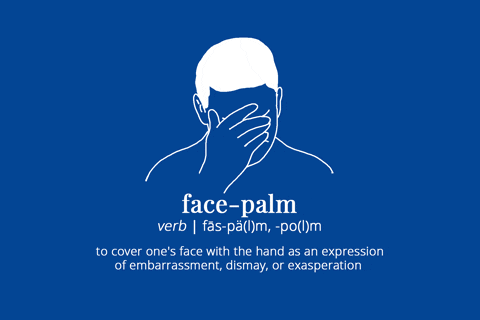 face-palm
verb | fās-pä(l)m, -po(l)m
to cover one's face with the hand as an expression
of embarrassment, dismay, or exasperation